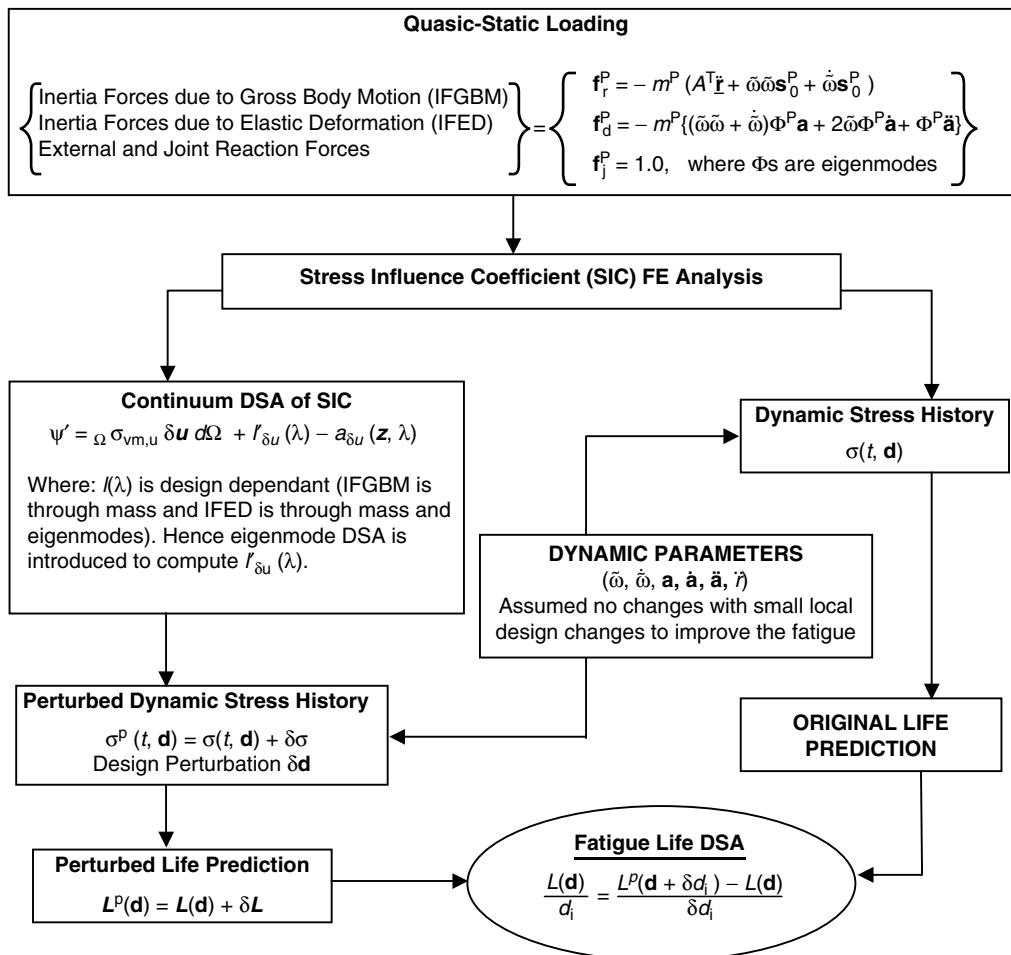 Quasic-Static Loading
Inertia Forces due to Gross Body Motion (IFGBM)
Inertia Forces due to Elastic Deformation (IFED)
External and Joint Reaction Forces
=
f_r^P = – m^P (A^T r̈ + ω̃ω̃s_0^P + ω̃̇s_0^P )
f_d^P = – m^P{(ω̃ω̃ + ω̃̇)Φ^P a + 2ω̃Φ^P ȧ + Φ^P ä}
f_j^P = 1.0, where Φs are eigenmodes
Stress Influence Coefficient (SIC) FE Analysis
Continuum DSA of SIC
ψ′ = _Ω σ_vm,u δu dΩ + l′_δu (λ) – a_δu (z, λ)
Where: l(λ) is design dependant (IFGBM is
through mass and IFED is through mass and
eigenmodes). Hence eigenmode DSA is
introduced to compute l′_δu (λ).
Dynamic Stress History
σ(t, d)
DYNAMIC PARAMETERS
(ω̃, ω̃̇, a, ȧ, ä, r̈)
Assumed no changes with small local
design changes to improve the fatigue
Perturbed Dynamic Stress History
σ^p (t, d) = σ(t, d) + δσ
Design Perturbation δd
ORIGINAL LIFE
PREDICTION
Perturbed Life Prediction
L^p(d) = L(d) + δL
Fatigue Life DSA
L(d)/d_i = (L^p(d + δd_i) – L(d))/δd_i